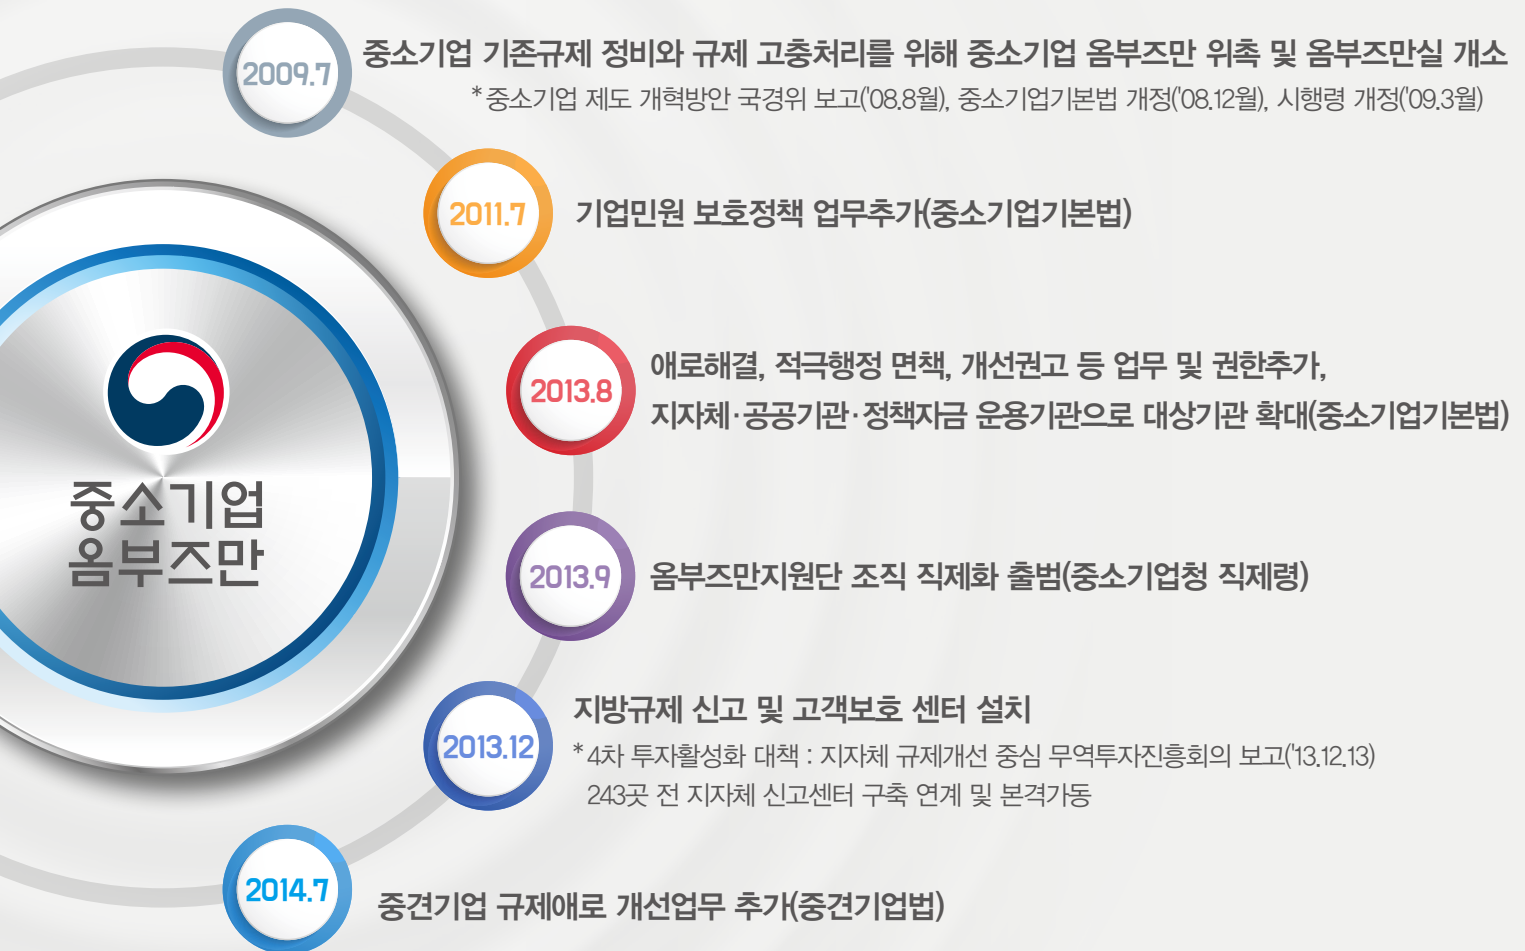 2009.7
중소기업 기존규제 정비와 규제 고충처리를 위해 중소기업 옴부즈만 위촉 및 옴부즈만실 개소
* 중소기업 제도 개혁방안 국경위 보고('08.8월), 중소기업기본법 개정('08.12월), 시행령 개정('09.3월)
2011.7
기업민원 보호정책 업무추가(중소기업기본법)
2013.8
애로해결, 적극행정 면책, 개선권고 등 업무 및 권한추가,
지자체·공공기관·정책자금 운용기관으로 대상기관 확대(중소기업기본법)
중소기업
옴부즈만
2013.9
옴부즈만지원단 조직 직제화 출범(중소기업청 직제령)
2013.12
지방규제 신고 및 고객보호 센터 설치
* 4차 투자활성화 대책 : 지자체 규제개선 중심 무역투자진흥회의 보고('13.12.13)
243곳 전 지자체 신고센터 구축 연계 및 본격가동
2014.7
중견기업 규제애로 개선업무 추가(중견기업법)